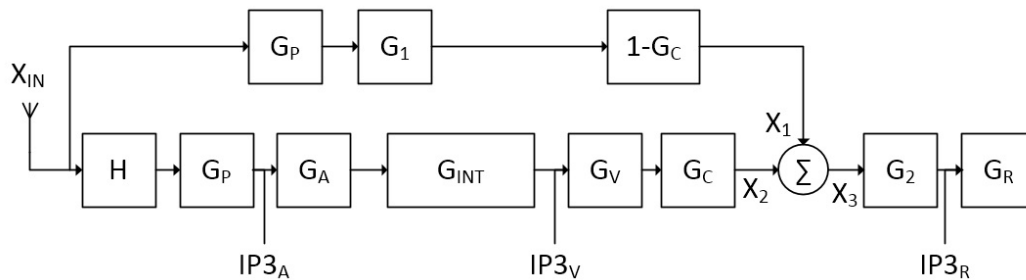 G_P G_1 1-G_C
X_IN
X_1
H G_P G_A G_INT G_V G_C Σ G_2 G_R
X_2 X_3
IP3_A IP3_V IP3_R